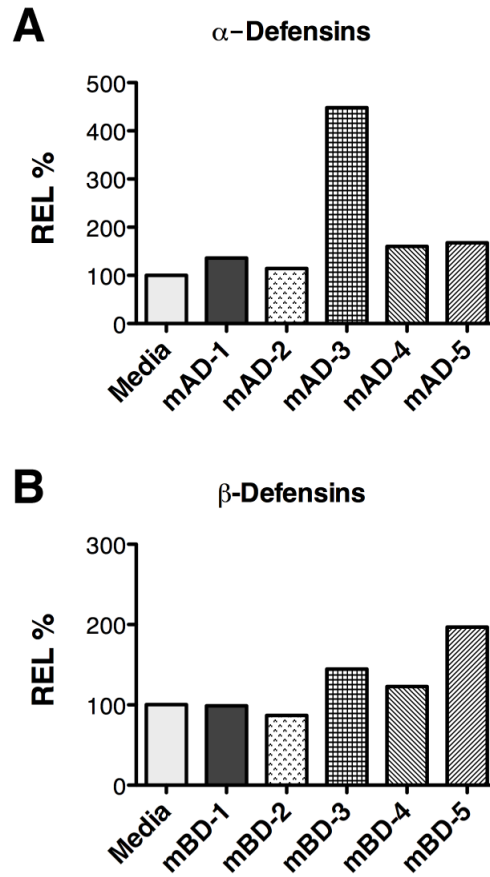 A
α-Defensins
REL %
500
400
300
200
100
0
Media
mAD-1
mAD-2
mAD-3
mAD-4
mAD-5
B
β-Defensins
REL %
300
200
100
0
Media
mBD-1
mBD-2
mBD-3
mBD-4
mBD-5